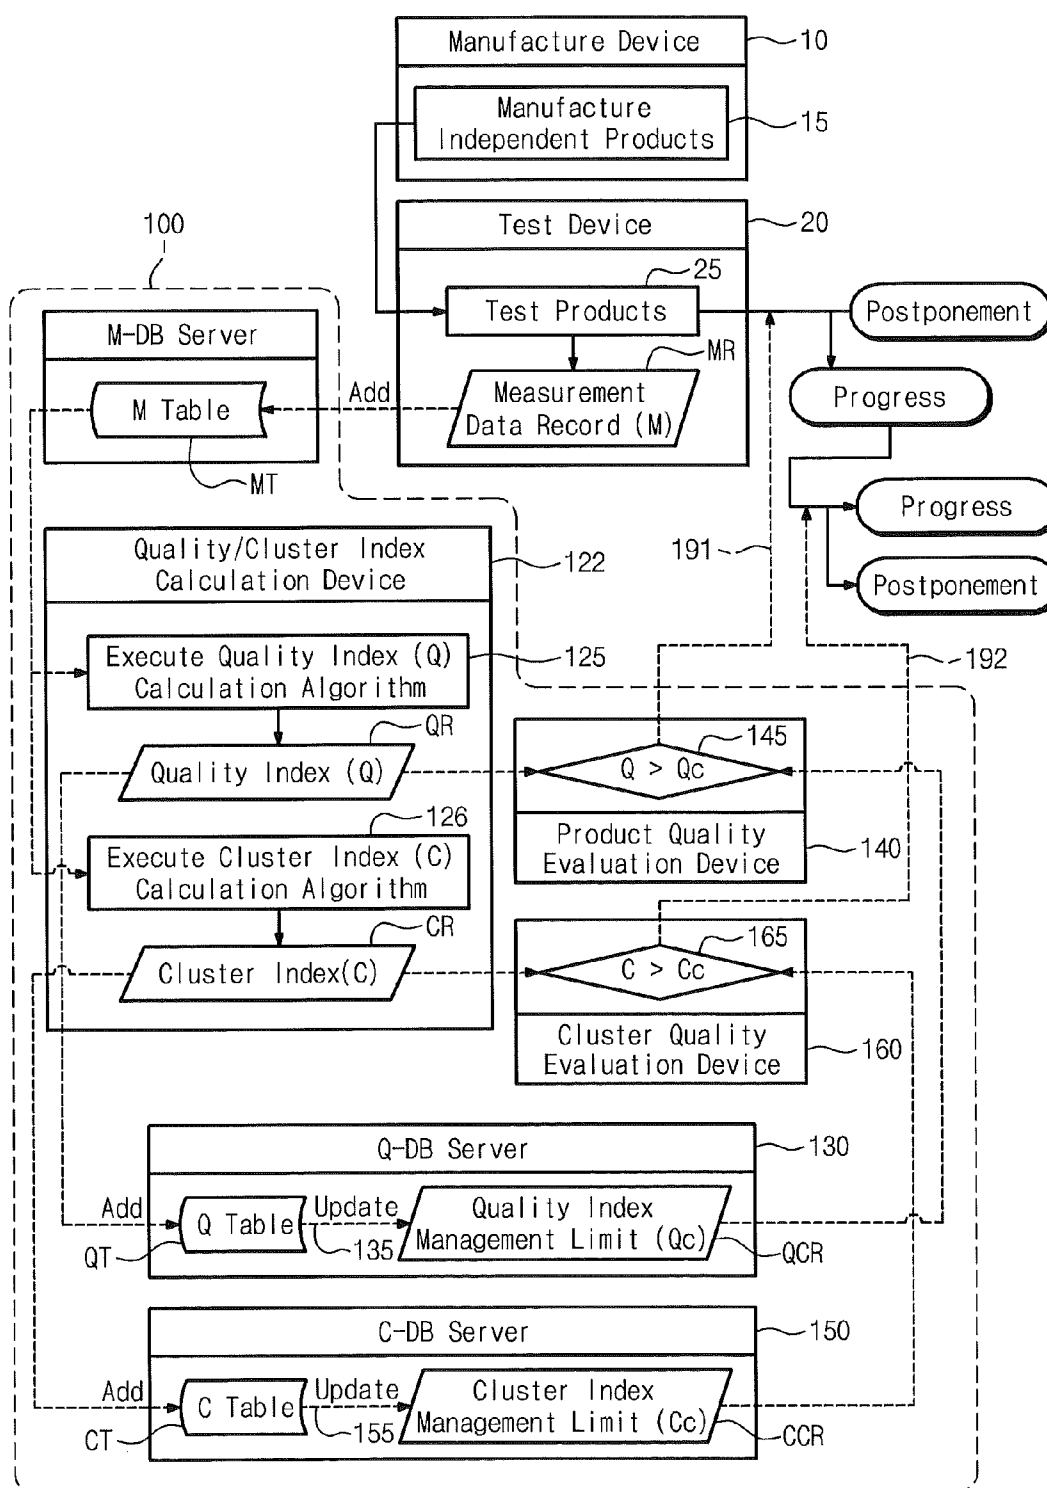 Manufacture Device
10
Manufacture
Independent Products
15
100
Test Device
20
25
Test Products
Postponement
M-DB Server
MR
M Table
Add
Measurement
Data Record (M)
Progress
MT
Progress
Quality/Cluster Index
Calculation Device
122
191
Postponement
Execute Quality Index (Q)
Calculation Algorithm
125
192
QR
145
Quality Index (Q)
Q > Qc
126
Execute Cluster Index (C)
Calculation Algorithm
Product Quality
Evaluation Device
140
CR
165
Cluster Index(C)
C > Cc
Cluster Quality
Evaluation Device
160
Q-DB Server
130
Add
Q Table
Update
Quality Index
Management Limit (Qc)
QT
135
QCR
C-DB Server
150
Add
C Table
Update
Cluster Index
Management Limit (Cc)
CT
155
CCR